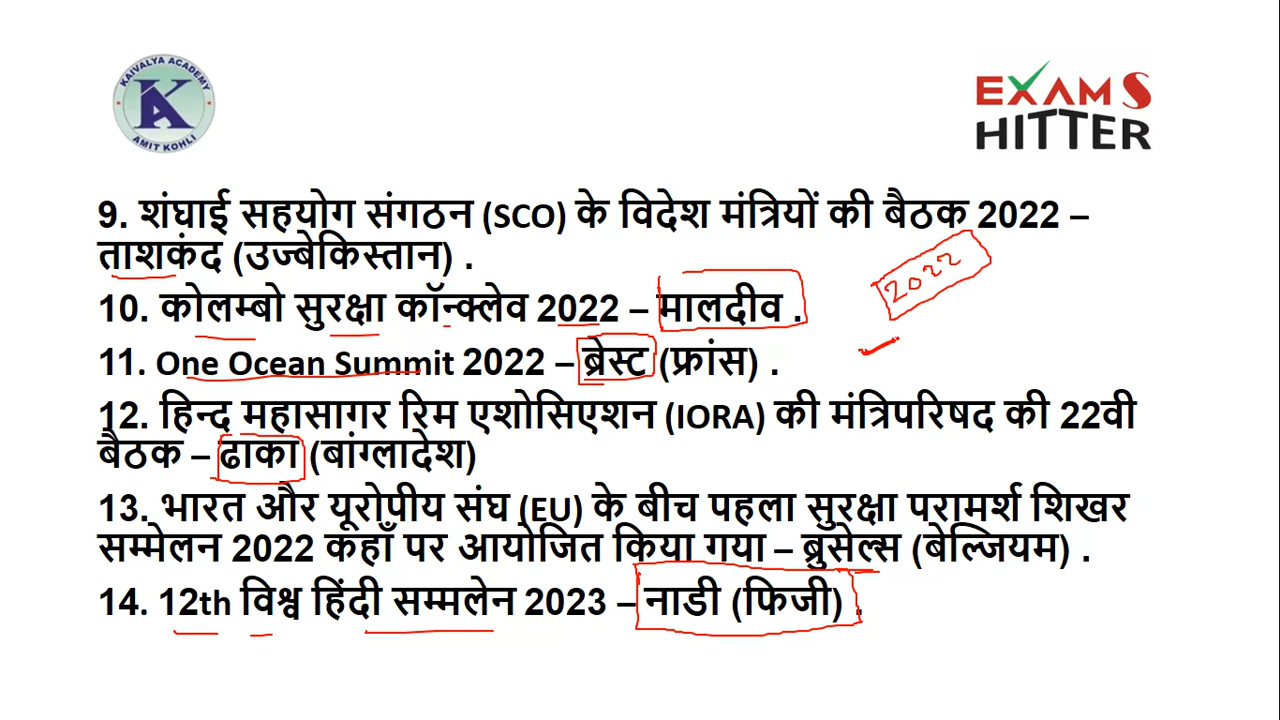 KAIVALYA ACADEMY
KA
AMIT KOHLI
EXAMS
HITTER
9. शंघाई सहयोग संगठन (SCO) के विदेश मंत्रियों की बैठक 2022 –
ताशकंद (उज्बेकिस्तान) .
2022
10. कोलम्बो सुरक्षा कॉन्क्लेव 2022 – मालदीव .
11. One Ocean Summit 2022 – ब्रेस्ट (फ्रांस) .
12. हिन्द महासागर रिम एशोसिएशन (IORA) की मंत्रिपरिषद की 22वी
बैठक – ढाका (बांग्लादेश)
13. भारत और यूरोपीय संघ (EU) के बीच पहला सुरक्षा परामर्श शिखर
सम्मेलन 2022 कहाँ पर आयोजित किया गया – ब्रुसेल्स (बेल्जियम) .
14. 12th विश्व हिंदी सम्मलेन 2023 – नाडी (फिजी) .